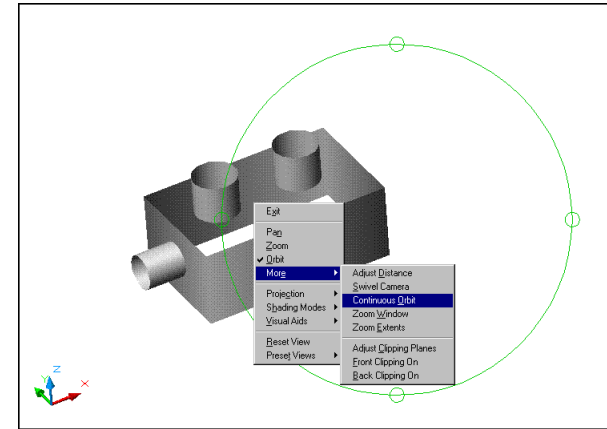 Exit
Pan
Zoom
Orbit
More
Projection
Shading Modes
Visual Aids
Reset View
Preset Views
Adjust Distance
Swivel Camera
Continuous Orbit
Zoom Window
Zoom Extents
Adjust Clipping Planes
Front Clipping On
Back Clipping On
Z
Y
X